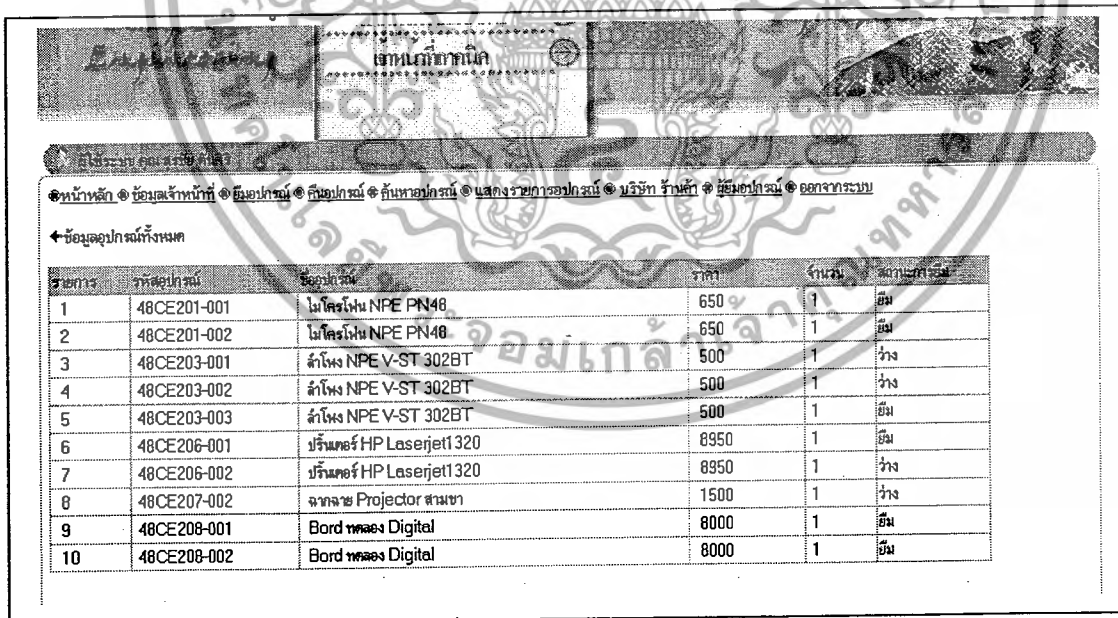 Engineering
เจ้าหน้าที่เทคนิค
ผู้ใช้ระบบ คุณ
หน้าหลัก ข้อมูลเจ้าหน้าที่ ยืมอุปกรณ์ คืนอุปกรณ์ ค้นหาอุปกรณ์ แสดงรายการอุปกรณ์ บริษัท ร้านค้า ผู้ยืมอุปกรณ์ ออกจากระบบ
ข้อมูลอุปกรณ์ทั้งหมด
รายการ รหัสอุปกรณ์ ชื่ออุปกรณ์ ราคา จำนวน สถานะการยืม
1 48CE201-001 ไมโครโฟน NPE PN48 650 1 ยืม
2 48CE201-002 ไมโครโฟน NPE PN48 650 1 ยืม
3 48CE203-001 ลำโพง NPE V-ST 302BT 500 1 ว่าง
4 48CE203-002 ลำโพง NPE V-ST 302BT 500 1 ว่าง
5 48CE203-003 ลำโพง NPE V-ST 302BT 500 1 ยืม
6 48CE206-001 ปริ้นเตอร์ HP Laserjet1320 8950 1 ยืม
7 48CE206-002 ปริ้นเตอร์ HP Laserjet1320 8950 1 ว่าง
8 48CE207-002 ฉากฉาย Projector สามขา 1500 1 ว่าง
9 48CE208-001 Bord ทดลอง Digital 8000 1 ยืม
10 48CE208-002 Bord ทดลอง Digital 8000 1 ยืม